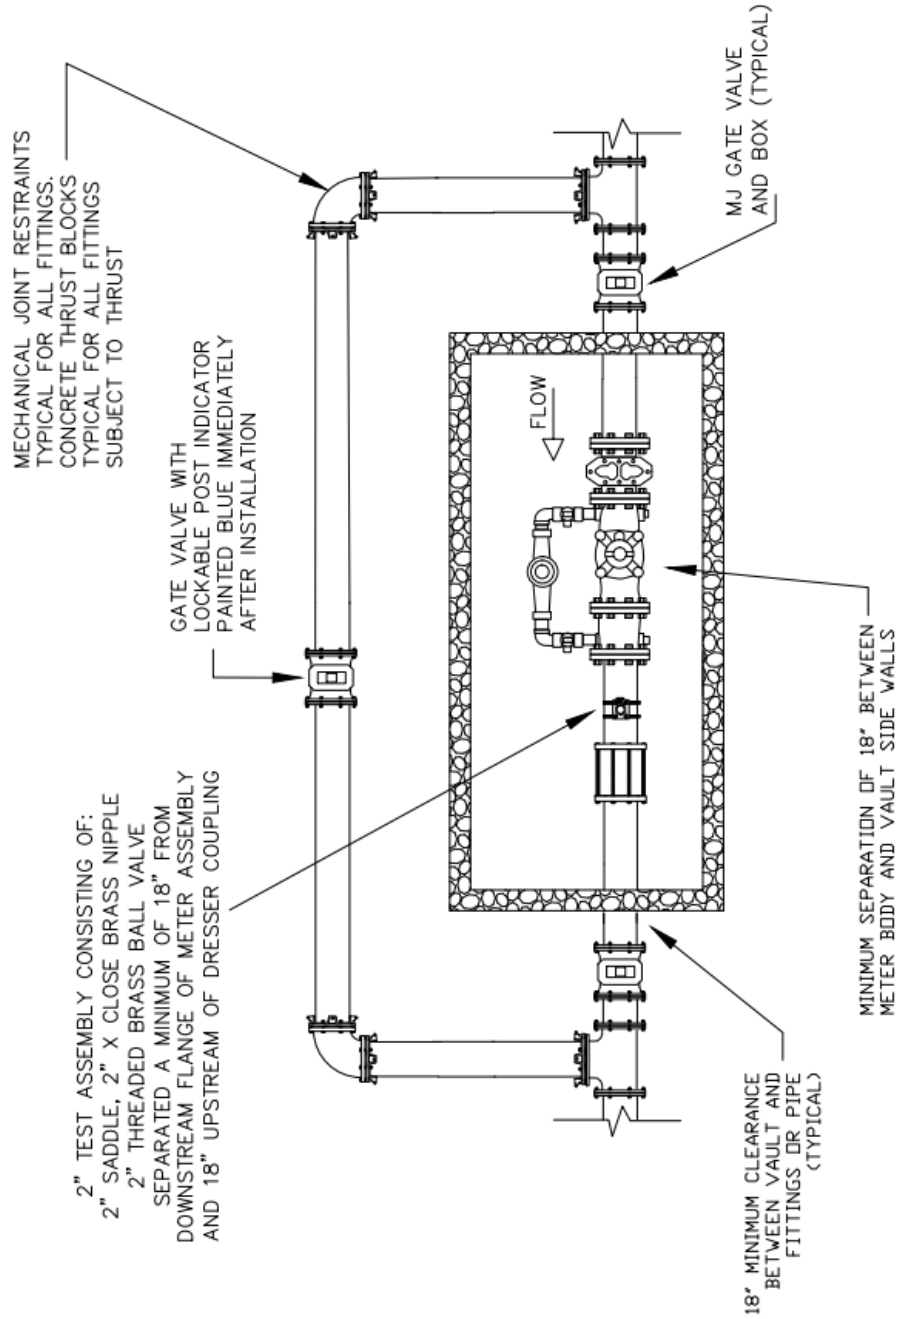 MECHANICAL JOINT RESTRAINTS
TYPICAL FOR ALL FITTINGS.
CONCRETE THRUST BLOCKS
TYPICAL FOR ALL FITTINGS
SUBJECT TO THRUST
GATE VALVE WITH
LOCKABLE POST INDICATOR
PAINTED BLUE IMMEDIATELY
AFTER INSTALLATION
2" TEST ASSEMBLY CONSISTING OF:
2" SADDLE, 2" X CLOSE BRASS NIPPLE
2" THREADED BRASS BALL VALVE
SEPARATED A MINIMUM OF 18" FROM
DOWNSTREAM FLANGE OF METER ASSEMBLY
AND 18" UPSTREAM OF DRESSER COUPLING
FLOW
MJ GATE VALVE
AND BOX (TYPICAL)
18" MINIMUM CLEARANCE
BETWEEN VAULT AND
FITTINGS OR PIPE
(TYPICAL)
MINIMUM SEPARATION OF 18" BETWEEN
METER BODY AND VAULT SIDE WALLS